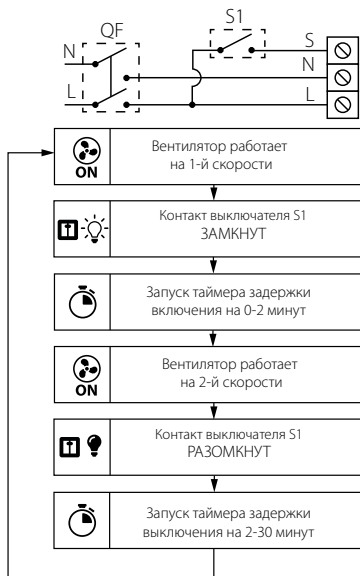 QF
S1
N
S
N
L
L
Вентилятор работает
на 1-й скорости
ON
Контакт выключателя S1
ЗАМКНУТ
Запуск таймера задержки
включения на 0-2 минут
Вентилятор работает
на 2-й скорости
ON
Контакт выключателя S1
РАЗОМКНУТ
Запуск таймера задержки
выключения на 2-30 минут